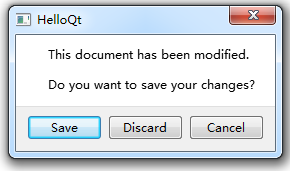 HelloQt
This document has been modified.
Do you want to save your changes?
Save Discard Cancel